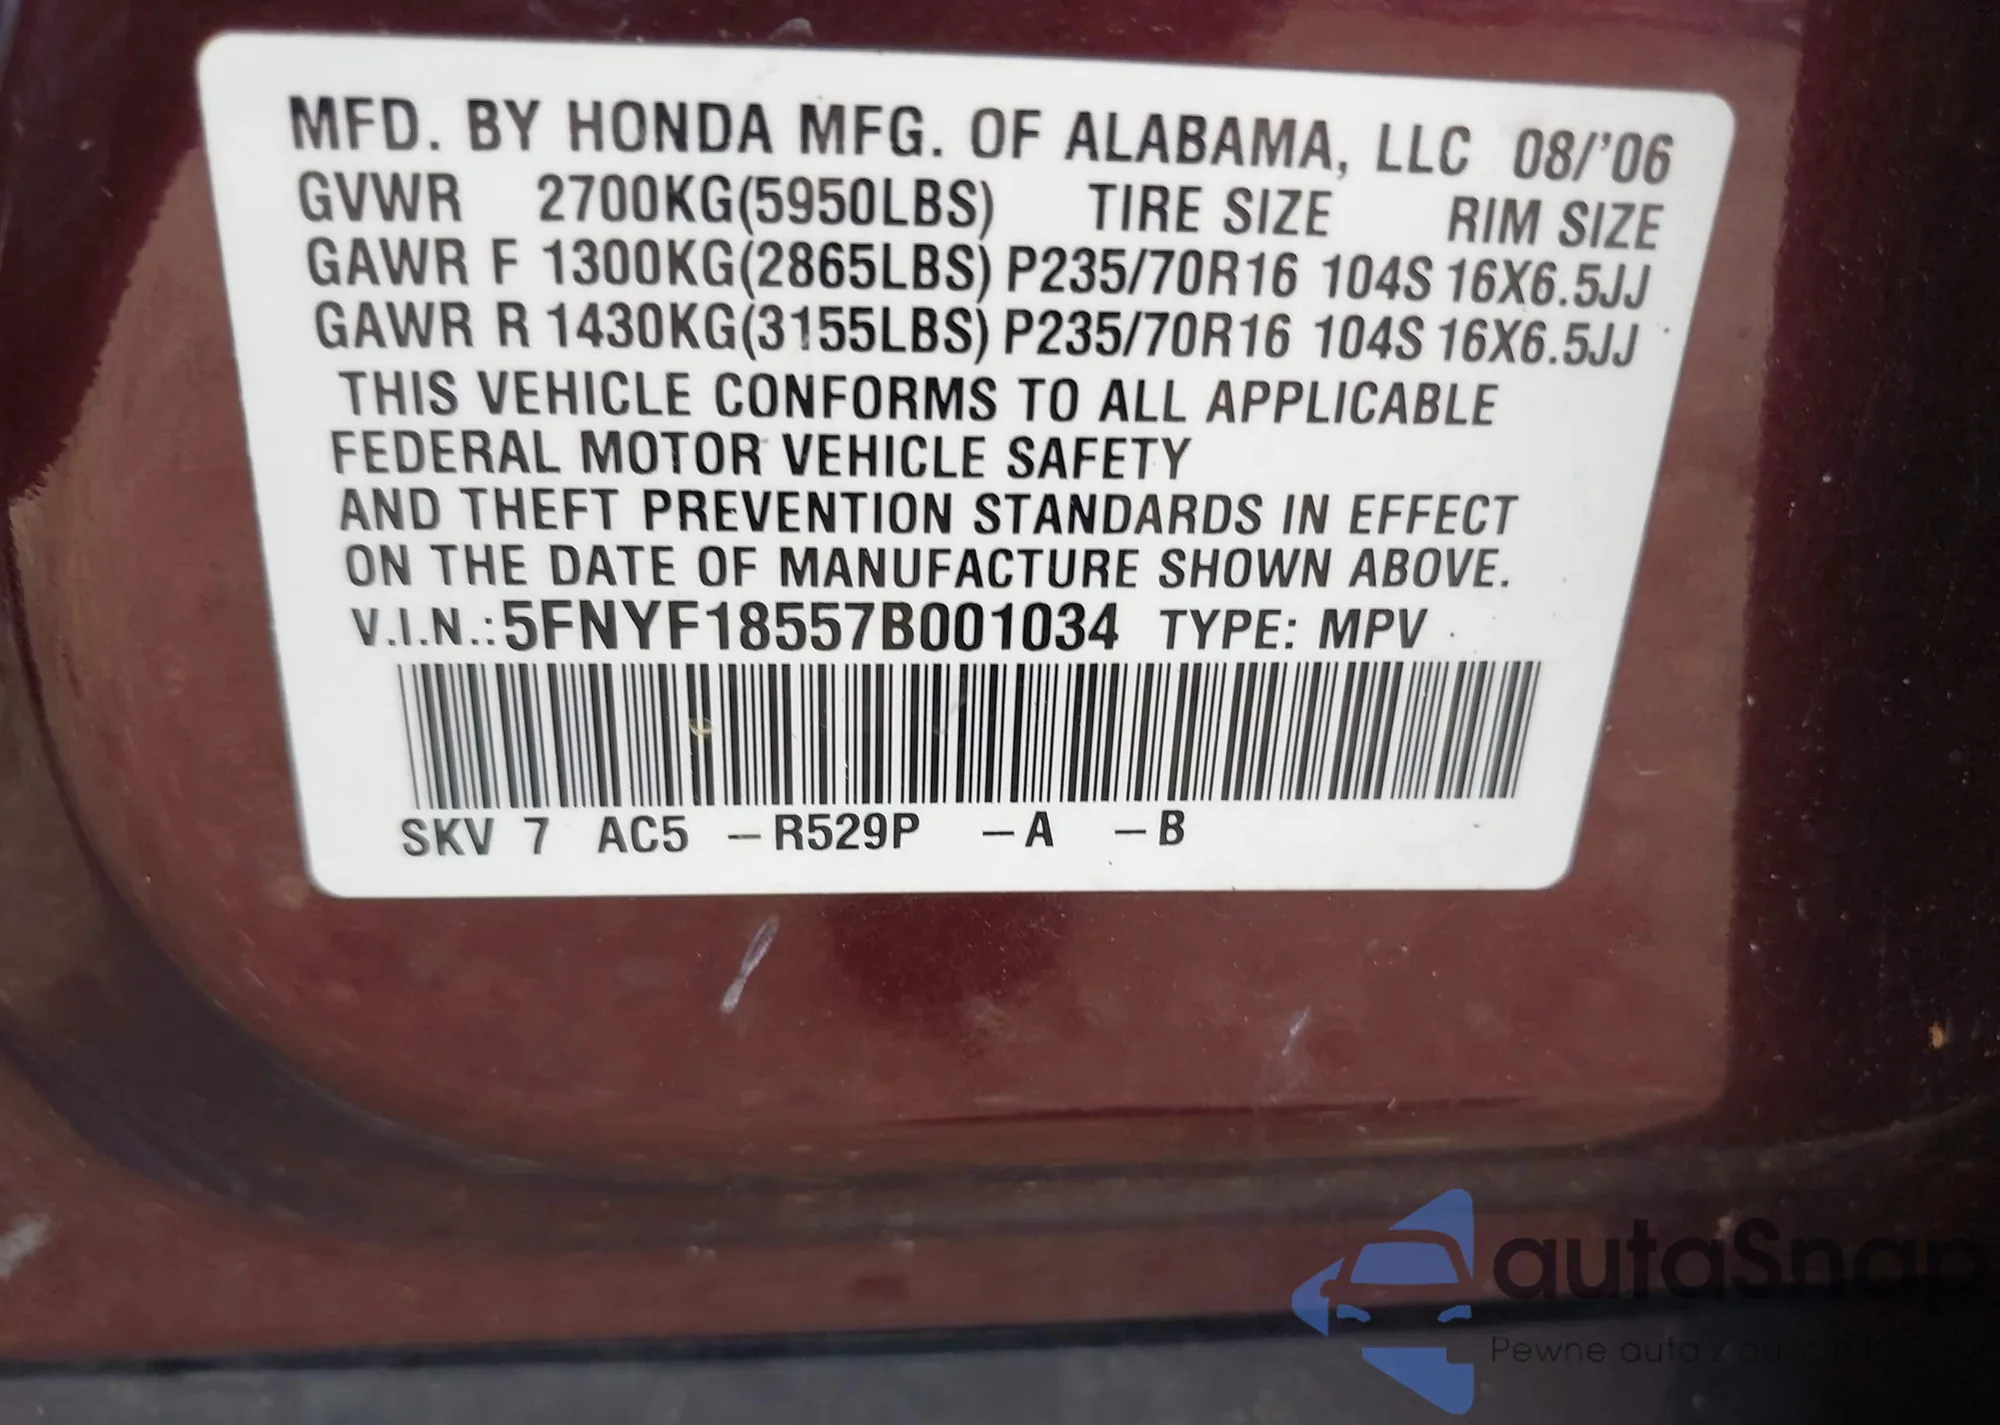 MFD. BY HONDA MFG. OF ALABAMA, LLC 08/'06
GVWR 2700KG(5950LBS) TIRE SIZE RIM SIZE
GAWR F 1300KG(2865LBS) P235/70R16 104S 16X6.5JJ
GAWR R 1430KG(3155LBS) P235/70R16 104S 16X6.5JJ
THIS VEHICLE CONFORMS TO ALL APPLICABLE
FEDERAL MOTOR VEHICLE SAFETY
AND THEFT PREVENTION STANDARDS IN EFFECT
ON THE DATE OF MANUFACTURE SHOWN ABOVE.
V.I.N.: 5FNYF18557B001034 TYPE: MPV
SKV 7 AC5 –R529P –A –B
autaSnap
Pewne auta z